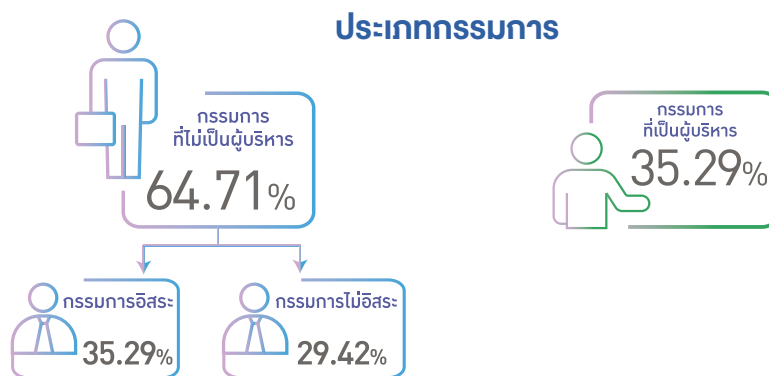 ประเภทกรรมการ
กรรมการ
ที่ไม่เป็นผู้บริหาร
64.71%
กรรมการ
ที่เป็นผู้บริหาร
35.29%
กรรมการอิสระ
35.29%
กรรมการไม่อิสระ
29.42%